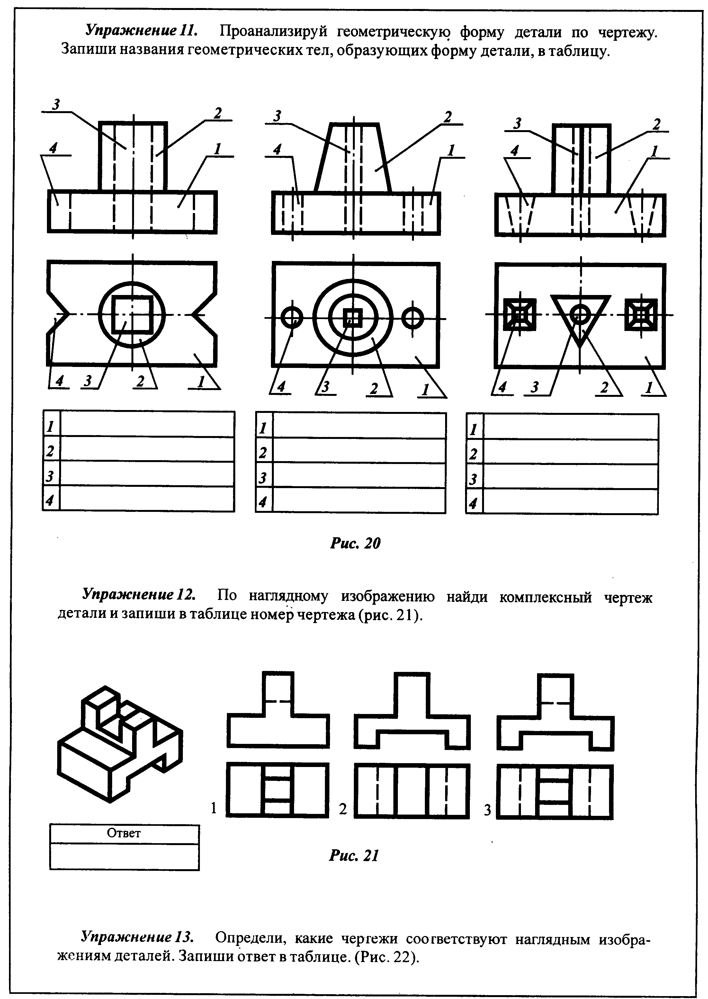 Упражнение 11. Проанализируй геометрическую форму детали по чертежу.
Запиши названия геометрических тел, образующих форму детали, в таблицу.
3
2
4
1
3
2
4
1
3
2
4
1
4 3 2 1
4 3 2 1
4 3 2 1
1
2
3
4
1
2
3
4
1
2
3
4
Рис. 20
Упражнение 12. По наглядному изображению найди комплексный чертеж
детали и запиши в таблице номер чертежа (рис. 21).
1
2
3
Ответ
Рис. 21
Упражнение 13. Определи, какие чертежи соответствуют наглядным изобра-
жениям деталей. Запиши ответ в таблице. (Рис. 22).